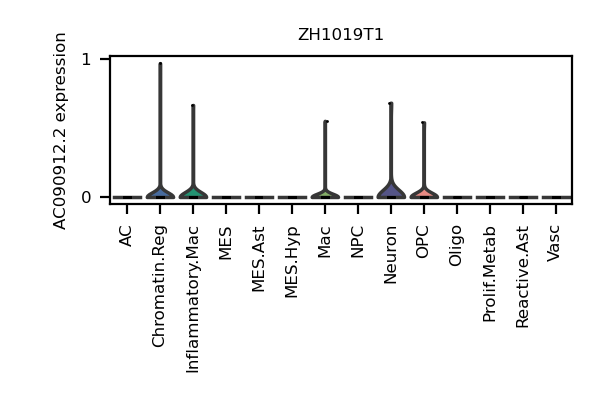 ZH1019T1
AC090912.2 expression
1
0
AC
Chromatin.Reg
Inflammatory.Mac
MES
MES.Ast
MES.Hyp
Mac
NPC
Neuron
OPC
Oligo
Prolif.Metab
Reactive.Ast
Vasc